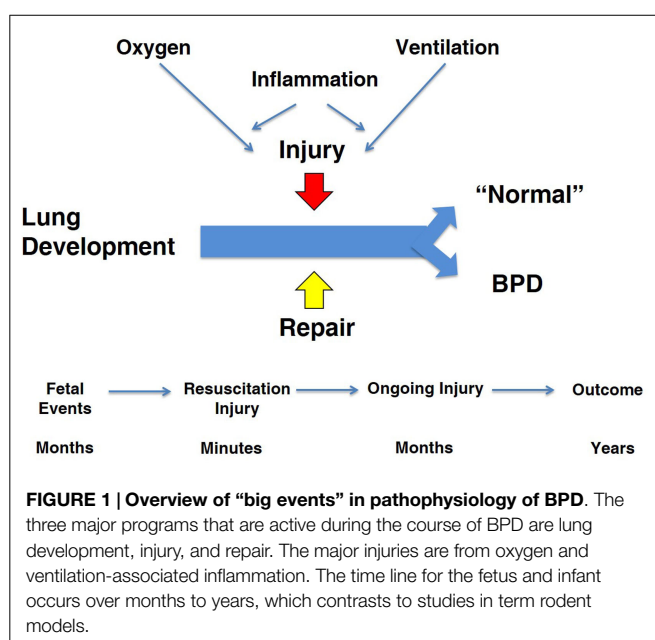 Oxygen Ventilation
Inflammation
Injury
“Normal”
Lung
Development
BPD
Repair
Fetal Resuscitation Ongoing Injury Outcome
Events Injury
Months Minutes Months Years
FIGURE 1 | Overview of “big events” in pathophysiology of BPD. The
three major programs that are active during the course of BPD are lung
development, injury, and repair. The major injuries are from oxygen and
ventilation-associated inflammation. The time line for the fetus and infant
occurs over months to years, which contrasts to studies in term rodent
models.